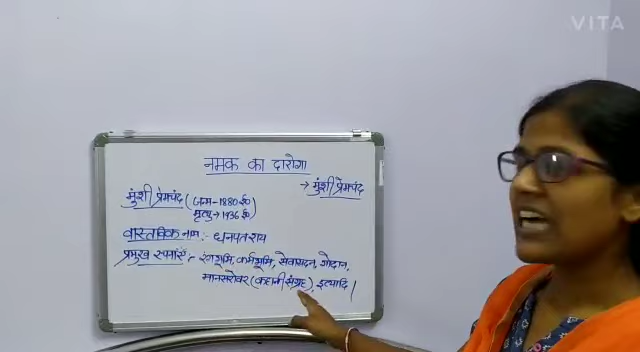 VITA
नमक का दारोगा
→ मुंशी प्रेमचंद
मुंशी प्रेमचंद (जन्म - 1880 ई०
मृत्यु → 1936 ई०)
वास्तविक नाम :- धनपत राय
प्रमुख रचनाएँ :- रंगभूमि, कर्मभूमि, सेवासदन, गोदान,
मानसरोवर (कहानी संग्रह), इत्यादि।